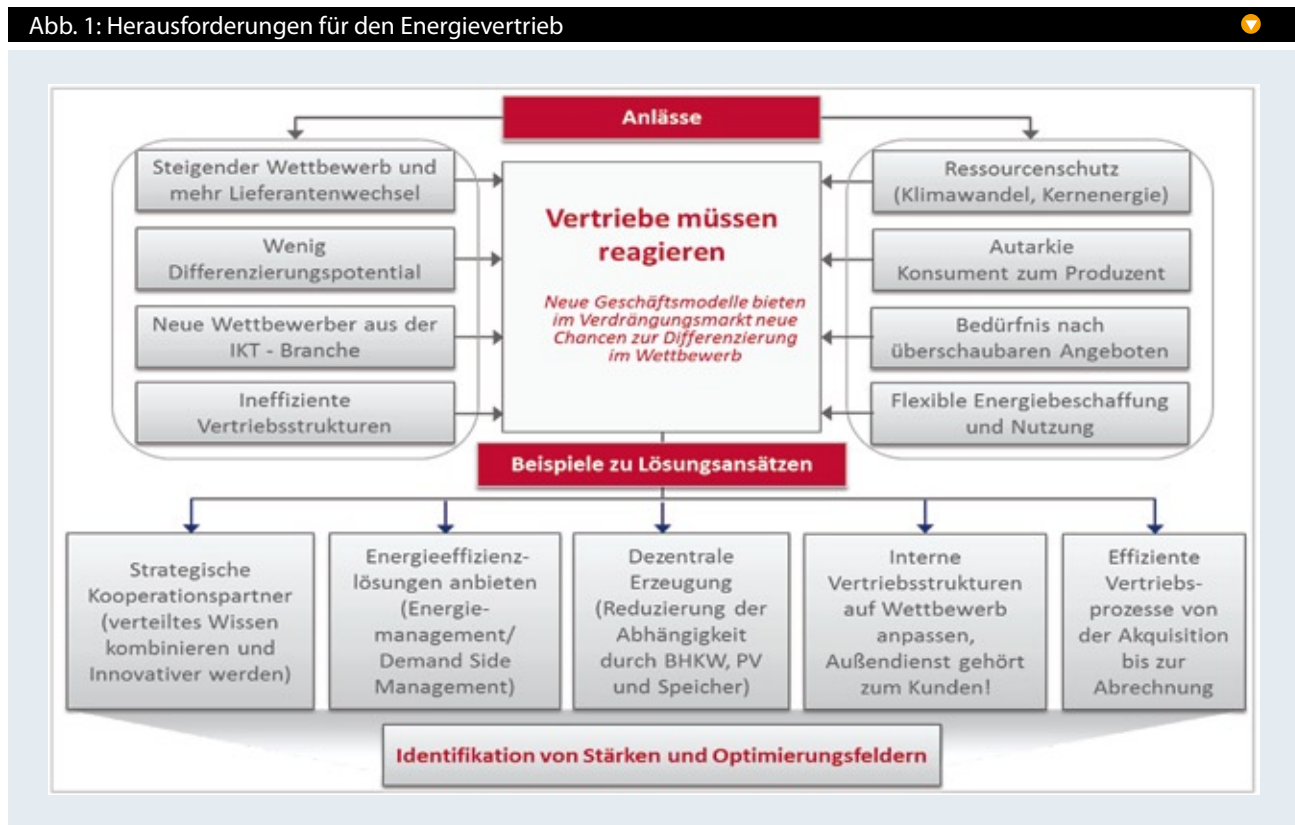 Abb. 1: Herausforderungen für den Energievertrieb
Anlässe
Steigender Wettbewerb und
mehr Lieferantenwechsel
Wenig
Differenzierungspotential
Neue Wettbewerber aus der
IKT - Branche
Ineffiziente
Vertriebsstrukturen
Vertriebe müssen
reagieren
Neue Geschäftsmodelle bieten
im Verdrängungsmarkt neue
Chancen zur Differenzierung
im Wettbewerb
Ressourcenschutz
(Klimawandel, Kernenergie)
Autarkie
Konsument zum Produzent
Bedürfnis nach
überschaubaren Angeboten
Flexible Energiebeschaffung
und Nutzung
Beispiele zu Lösungsansätzen
Strategische
Kooperationspartner
(verteiltes Wissen
kombinieren und
Innovativer werden)
Energieeffizienz-
lösungen anbieten
(Energie-
management/
Demand Side
Management)
Dezentrale
Erzeugung
(Reduzierung der
Abhängigkeit
durch BHKW, PV
und Speicher)
Interne
Vertriebsstrukturen
auf Wettbewerb
anpassen,
Außendienst gehört
zum Kunden!
Effiziente
Vertriebs-
prozesse von
der Akquisition
bis zur
Abrechnung
Identifikation von Stärken und Optimierungsfeldern